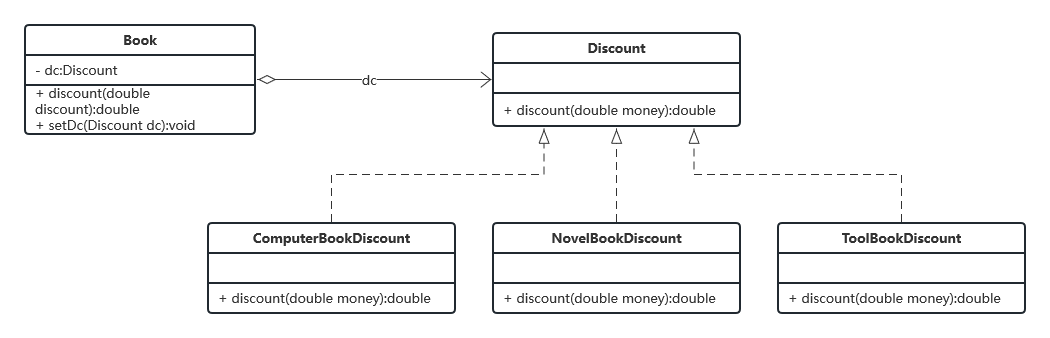 Book
- dc:Discount
+ discount(double
discount):double
+ setDc(Discount dc):void
dc
Discount
+ discount(double money):double
ComputerBookDiscount
+ discount(double money):double
NovelBookDiscount
+ discount(double money):double
ToolBookDiscount
+ discount(double money):double